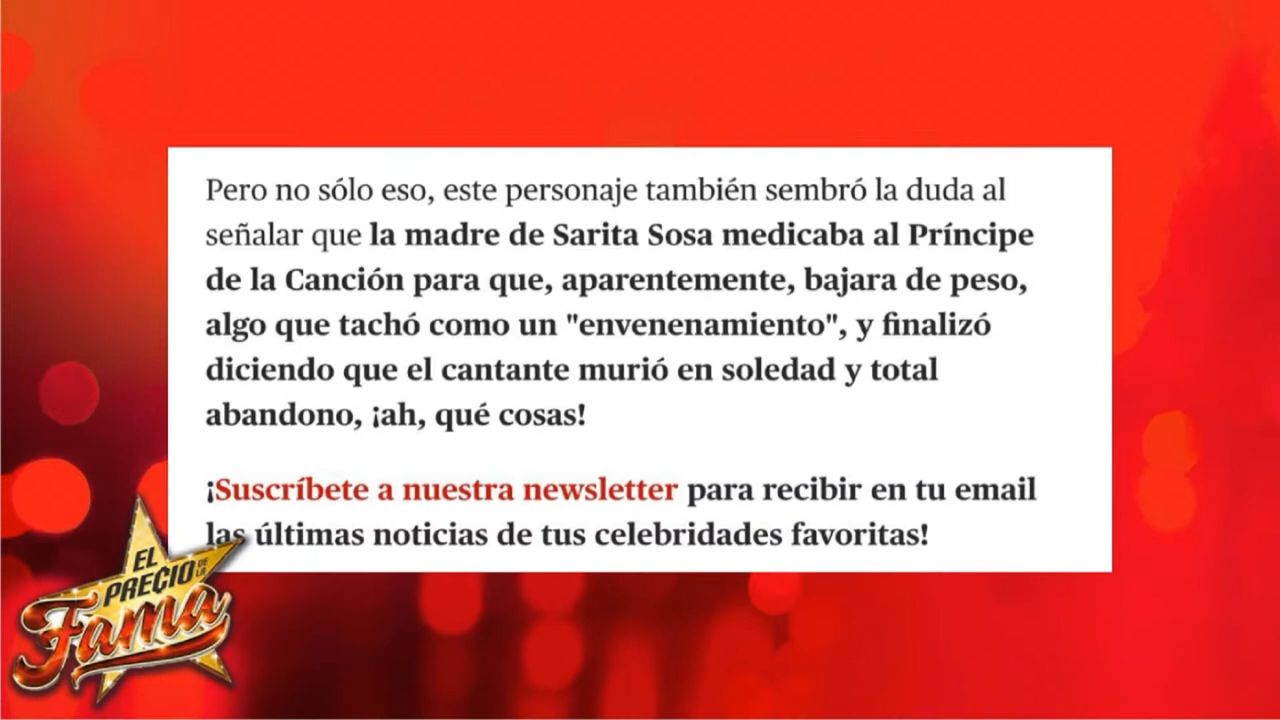 Pero no sólo eso, este personaje también sembró la duda al
señalar que la madre de Sarita Sosa medicaba al Príncipe
de la Canción para que, aparentemente, bajara de peso,
algo que tachó como un "envenenamiento", y finalizó
diciendo que el cantante murió en soledad y total
abandono, ¡ah, qué cosas!
¡Suscríbete a nuestra newsletter para recibir en tu email
las últimas noticias de tus celebridades favoritas!
EL
PRECIO DE LA
Fama